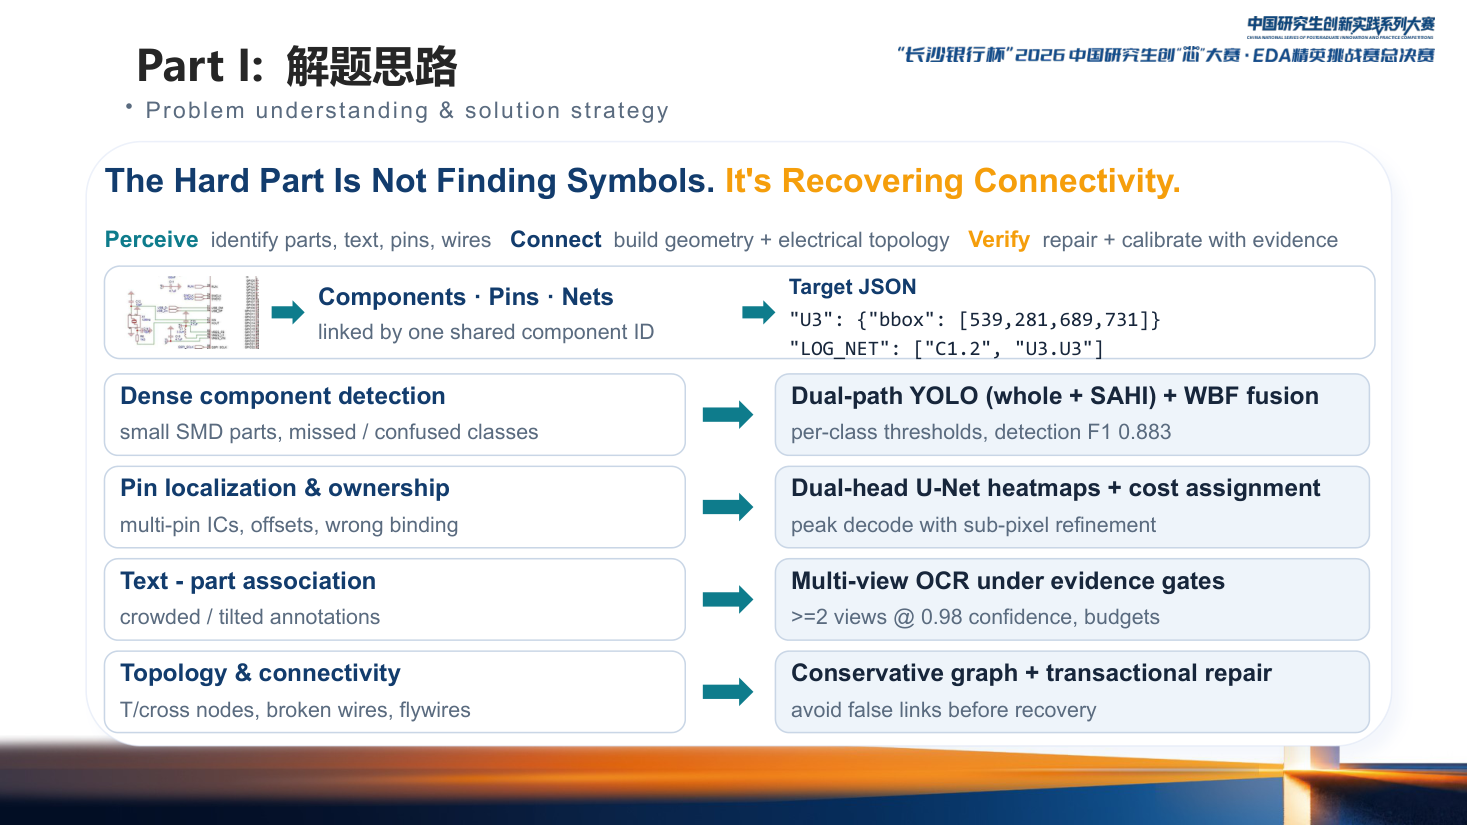 中国研究生创新实践系列大赛
CHINA NATIONAL SERIES OF POSTGRADUATE INNOVATION AND PRACTICE COMPETITIONS
“长沙银行杯”2026中国研究生创“芯”大赛·EDA精英挑战赛总决赛
Part I: 解题思路
• Problem understanding & solution strategy
The Hard Part Is Not Finding Symbols. It's Recovering Connectivity.
Perceive identify parts, text, pins, wires Connect build geometry + electrical topology Verify repair + calibrate with evidence
Components · Pins · Nets
linked by one shared component ID
Target JSON
"U3": {"bbox": [539,281,689,731]}
"LOG_NET": ["C1.2", "U3.U3"]
Dense component detection
small SMD parts, missed / confused classes
Dual-path YOLO (whole + SAHI) + WBF fusion
per-class thresholds, detection F1 0.883
Pin localization & ownership
multi-pin ICs, offsets, wrong binding
Dual-head U-Net heatmaps + cost assignment
peak decode with sub-pixel refinement
Text - part association
crowded / tilted annotations
Multi-view OCR under evidence gates
>=2 views @ 0.98 confidence, budgets
Topology & connectivity
T/cross nodes, broken wires, flywires
Conservative graph + transactional repair
avoid false links before recovery